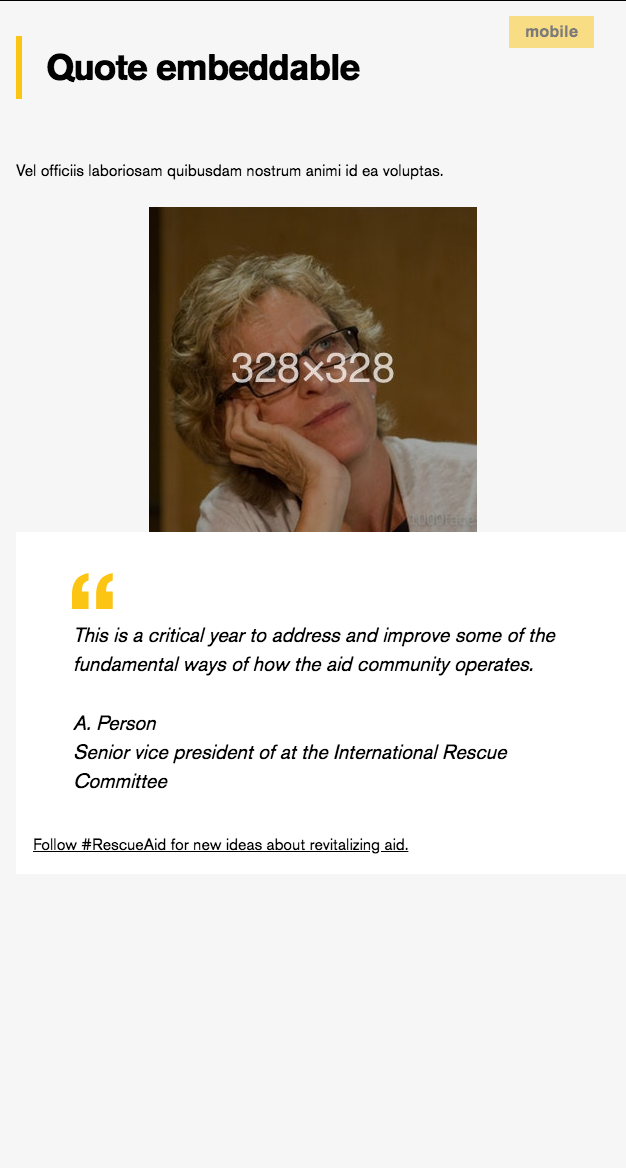 mobile
Quote embeddable
Vel officiis laboriosam quibusdam nostrum animi id ea voluptas.
328×328
“
This is a critical year to address and improve some of the
fundamental ways of how the aid community operates.
A. Person
Senior vice president of at the International Rescue
Committee
Follow #RescueAid for new ideas about revitalizing aid.